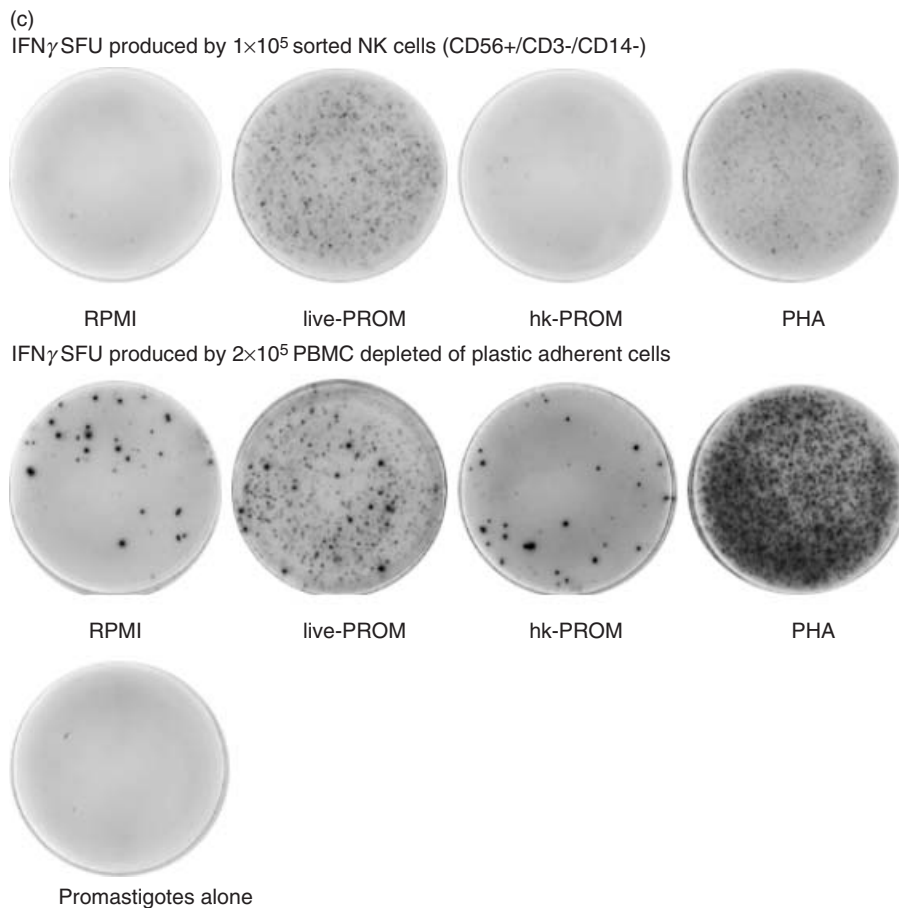 (c)
IFNγ SFU produced by 1×10⁵ sorted NK cells (CD56+/CD3-/CD14-)
RPMI live-PROM hk-PROM PHA
IFNγ SFU produced by 2×10⁵ PBMC depleted of plastic adherent cells
RPMI live-PROM hk-PROM PHA
Promastigotes alone